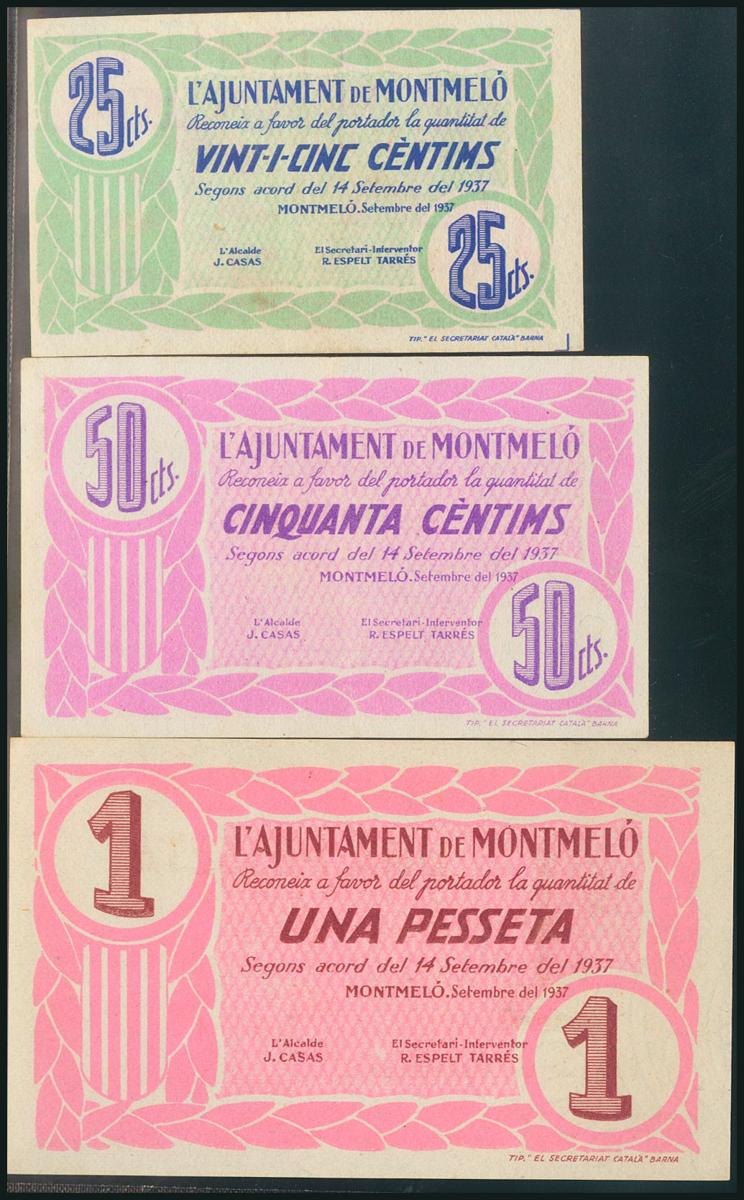 25 cts.
L'AJUNTAMENT DE MONTMELÓ
Reconeix a favor del portador la quantitat de
VINT-I-CINC CÈNTIMS
Segons acord del 14 Setembre del 1937
MONTMELÓ. Setembre del 1937
L'Alcalde El Secretari-Interventor
J. CASAS R. ESPELT TARRÉS
25 cts.
TIP. "EL SECRETARIAT CATALÀ" BARNA
50 cts.
L'AJUNTAMENT DE MONTMELÓ
Reconeix a favor del portador la quantitat de
CINQUANTA CÈNTIMS
Segons acord del 14 Setembre del 1937
MONTMELÓ. Setembre del 1937
L'Alcalde El Secretari-Interventor
J. CASAS R. ESPELT TARRÉS
50 cts.
TIP. "EL SECRETARIAT CATALÀ" BARNA
1
L'AJUNTAMENT DE MONTMELÓ
Reconeix a favor del portador la quantitat de
UNA PESSETA
Segons acord del 14 Setembre del 1937
MONTMELÓ. Setembre del 1937
L'Alcalde El Secretari-Interventor
J. CASAS R. ESPELT TARRÉS
1
TIP. "EL SECRETARIAT CATALÀ" BARNA